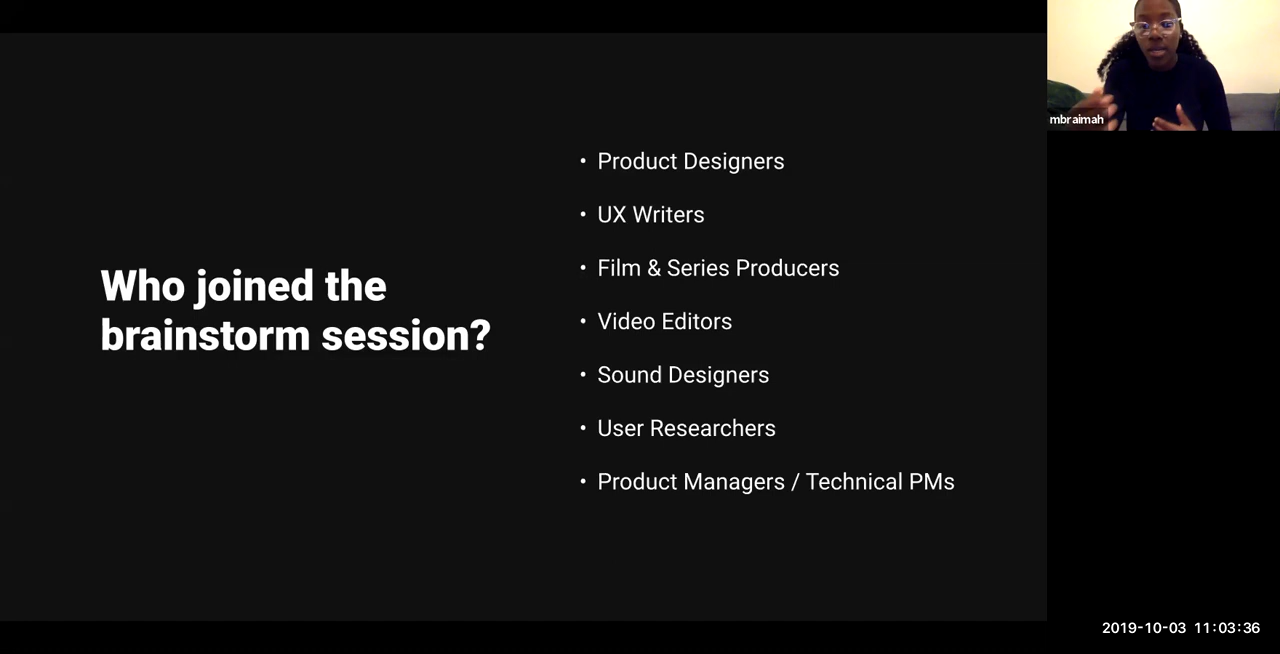 Who joined the
brainstorm session?
• Product Designers
• UX Writers
• Film & Series Producers
• Video Editors
• Sound Designers
• User Researchers
• Product Managers / Technical PMs
mbraimah
2019-10-03 11:03:36